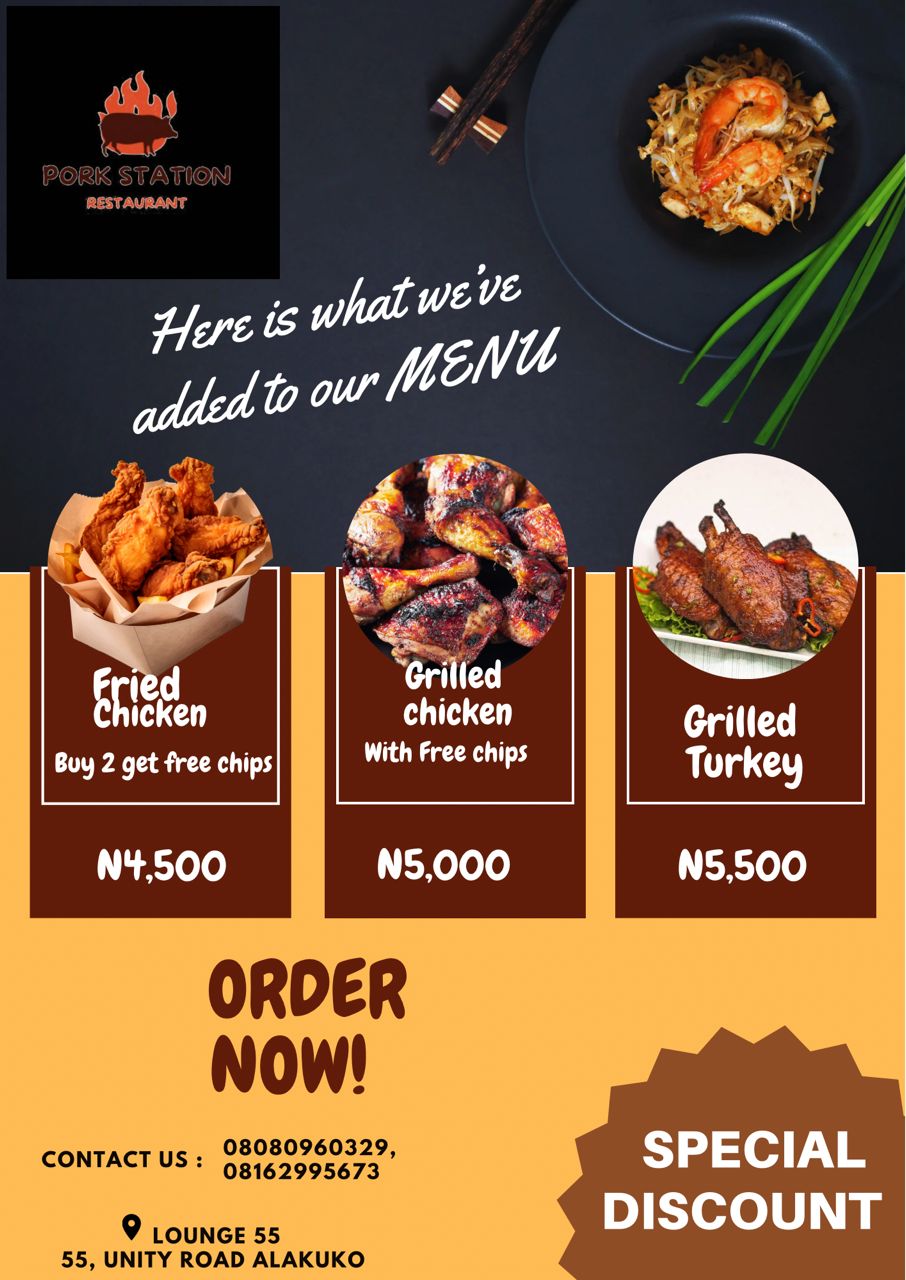 PORK STATION
RESTAURANT
Here is what we've
added to our MENU
Fried
Chicken
Buy 2 get free chips
N4,500
Grilled
chicken
With Free chips
N5,000
Grilled
Turkey
N5,500
ORDER
NOW!
CONTACT US : 08080960329,
08162995673
LOUNGE 55
55, UNITY ROAD ALAKUKO
SPECIAL
DISCOUNT